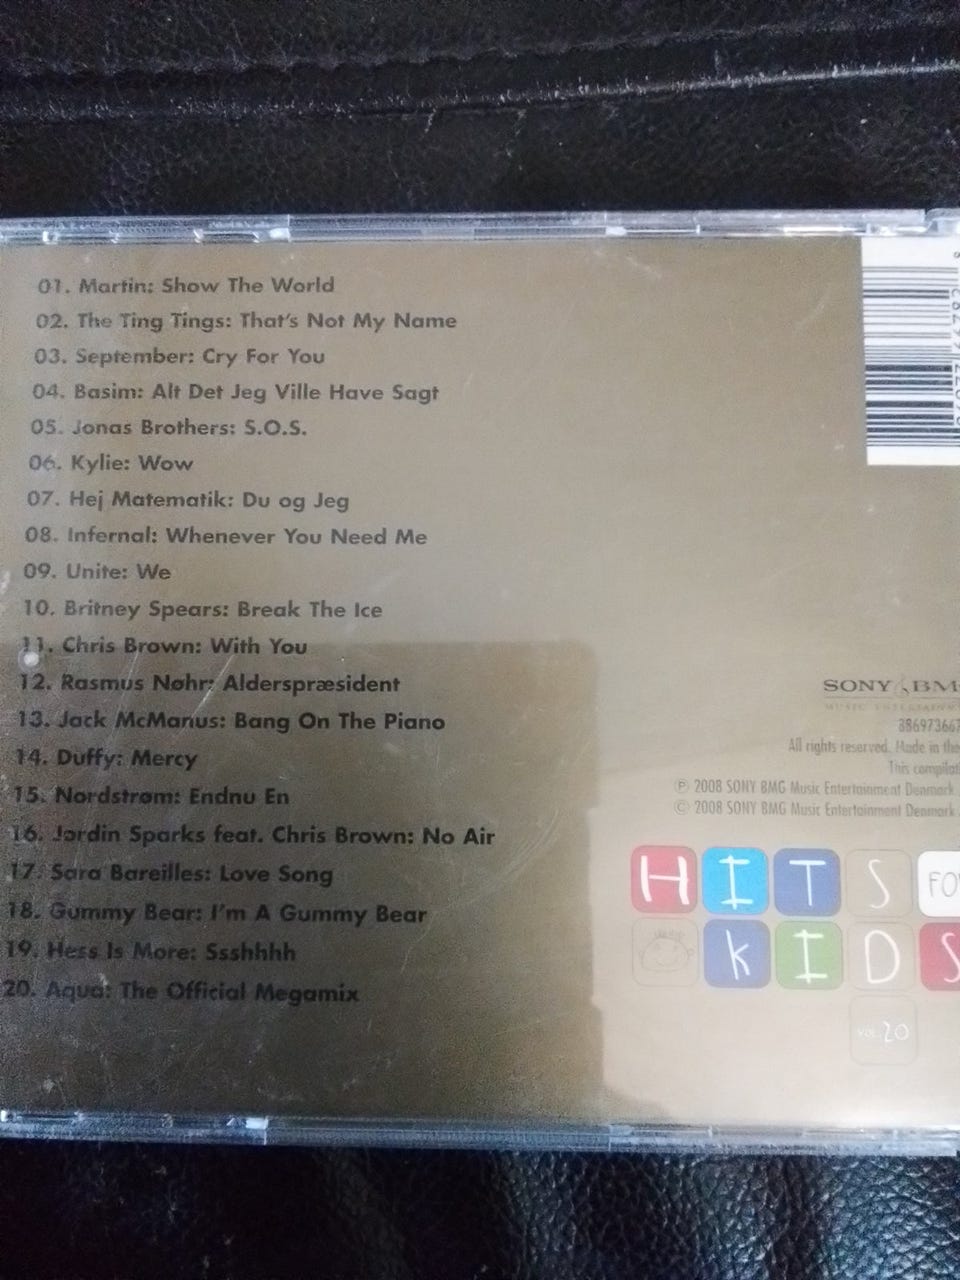 01. Martin: Show The World
02. The Ting Tings: That's Not My Name
03. September: Cry For You
04. Basim: Alt Det Jeg Ville Have Sagt
05. Jonas Brothers: S.O.S.
06. Kylie: Wow
07. Hej Matematik: Du og Jeg
08. Infernal: Whenever You Need Me
09. Unite: We
10. Britney Spears: Break The Ice
11. Chris Brown: With You
12. Rasmus Nøhr: Alderspræsident
13. Jack McManus: Bang On The Piano
14. Duffy: Mercy
15. Nordstrøm: Endnu En
16. Jordin Sparks feat. Chris Brown: No Air
17. Sara Bareilles: Love Song
18. Gummy Bear: I'm A Gummy Bear
19. Hess Is More: Ssshhhh
20. Aqua: The Official Megamix
SONY BM
MUSIC
8869736
All rights reserved. Made in the
This
℗ 2008 SONY BMG Music Entertainment Denmark
© 2008 SONY BMG Music Entertainment Denmark
HITS FO
KIDS
VOL.20